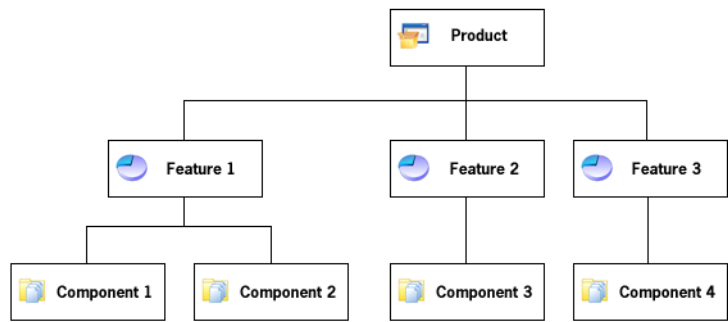 Product
Feature 1
Feature 2
Feature 3
Component 1
Component 2
Component 3
Component 4